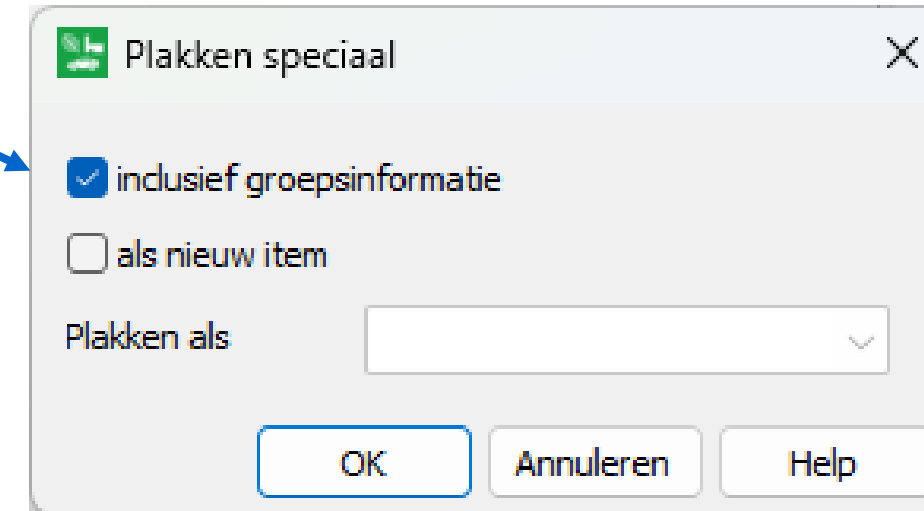 Plakken speciaal
inclusief groepsinformatie
als nieuw item
Plakken als
OK Annuleren Help